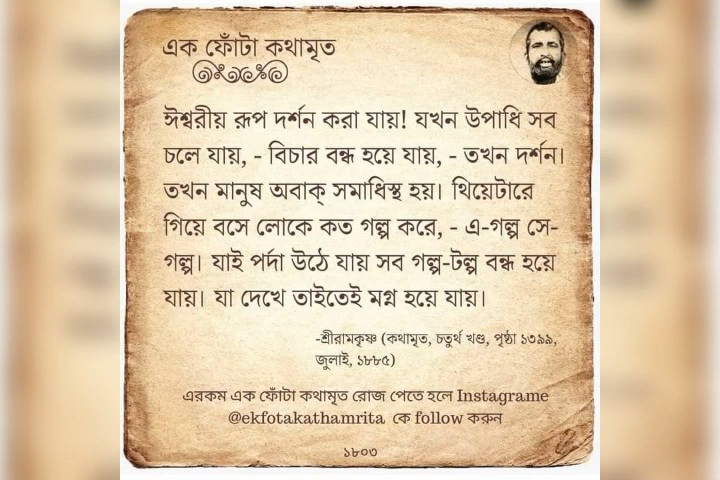 এক ফোঁটা কথামৃত
ঈশ্বরীয় রূপ দর্শন করা যায়! যখন উপাধি সব
চলে যায়, - বিচার বন্ধ হয়ে যায়, - তখন দর্শন।
তখন মানুষ অবাক্ সমাধিস্থ হয়। থিয়েটারে
গিয়ে বসে লোকে কত গল্প করে, - এ-গল্প সে-
গল্প। যাই পর্দা উঠে যায় সব গল্প-টল্প বন্ধ হয়ে
যায়। যা দেখে তাইতেই মগ্ন হয়ে যায়।
-শ্রীরামকৃষ্ণ (কথামৃত, চতুর্থ খণ্ড, পৃষ্ঠা ১৩৯৯,
জুলাই, ১৮৮৫)
এরকম এক ফোঁটা কথামৃত রোজ পেতে হলে Instagrame
@ekfotakathamrita কে follow করুন
১৮০৩